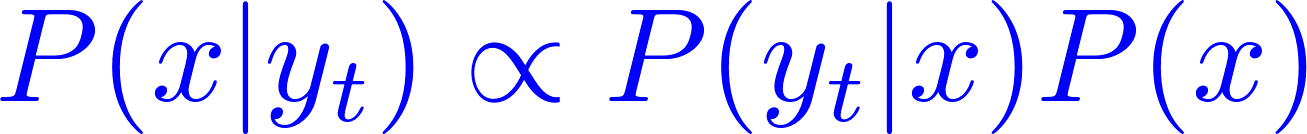 P(x|y_t) ∝ P(y_t|x)P(x)